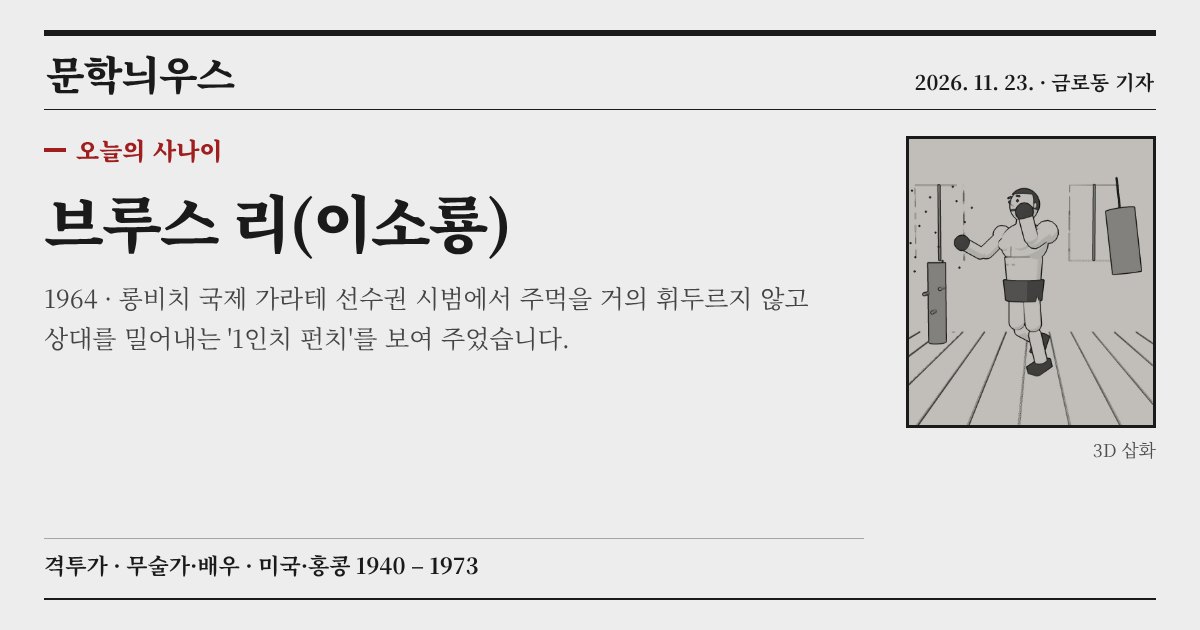 문학늬우스
2026. 11. 23. · 금로동 기자
오늘의 사나이
브루스 리(이소룡)
1964 · 롱비치 국제 가라테 선수권 시범에서 주먹을 거의 휘두르지 않고
상대를 밀어내는 '1인치 펀치'를 보여 주었습니다.
3D 삽화
격투가 · 무술가·배우 · 미국·홍콩 1940 – 1973